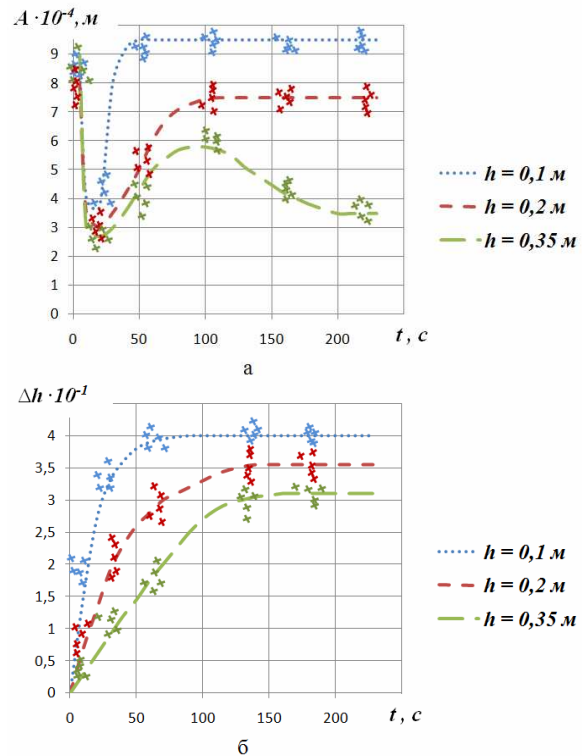 A ·10⁻⁴, м
9
8
7
6
5
4
3
2
1
0
0 50 100 150 200
t , с
h = 0,1 м
h = 0,2 м
h = 0,35 м
а
Δh ·10⁻¹
4
3,5
3
2,5
2
1,5
1
0,5
0
0 50 100 150 200
t , с
h = 0,1 м
h = 0,2 м
h = 0,35 м
б